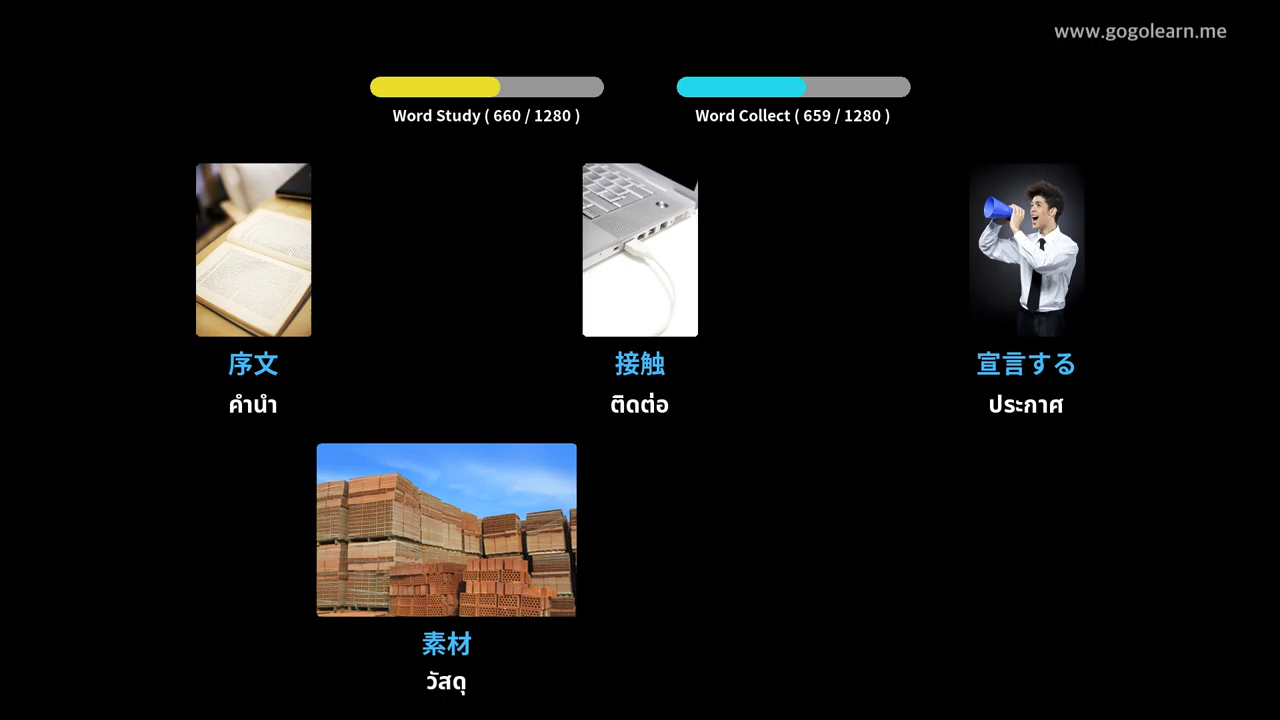 www.gogolearn.me
Word Study ( 660 / 1280 )
Word Collect ( 659 / 1280 )
序文
คำนำ
接触
ติดต่อ
宣言する
ประกาศ
素材
วัสดุ